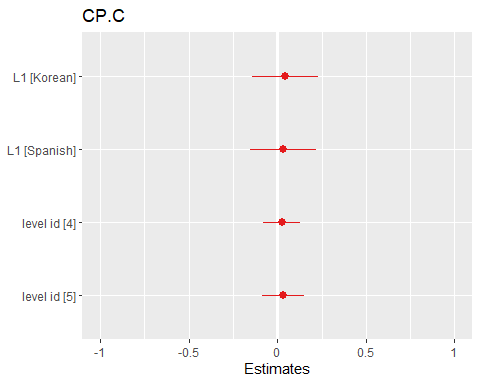 CP.C
L1 [Korean]
L1 [Spanish]
level id [4]
level id [5]
-1 -0.5 0 0.5 1
Estimates